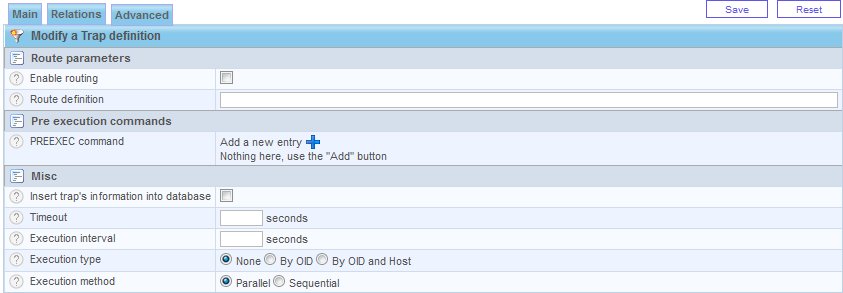 Main Relations Advanced Save Reset
Modify a Trap definition
Route parameters
? Enable routing
? Route definition
Pre execution commands
? PREEXEC command Add a new entry
Nothing here, use the "Add" button
Misc
? Insert trap's information into database
? Timeout seconds
? Execution interval seconds
? Execution type None By OID By OID and Host
? Execution method Parallel Sequential